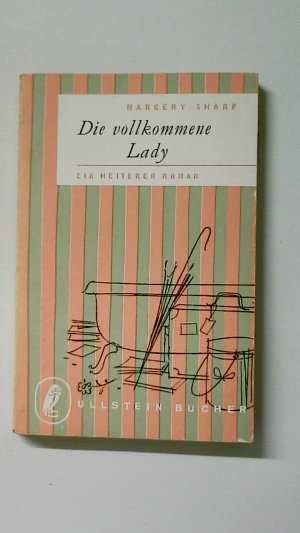 MARGERY SHARP
Die vollkommene
Lady
EIN HEITERER ROMAN
ULLSTEIN BÜCHER